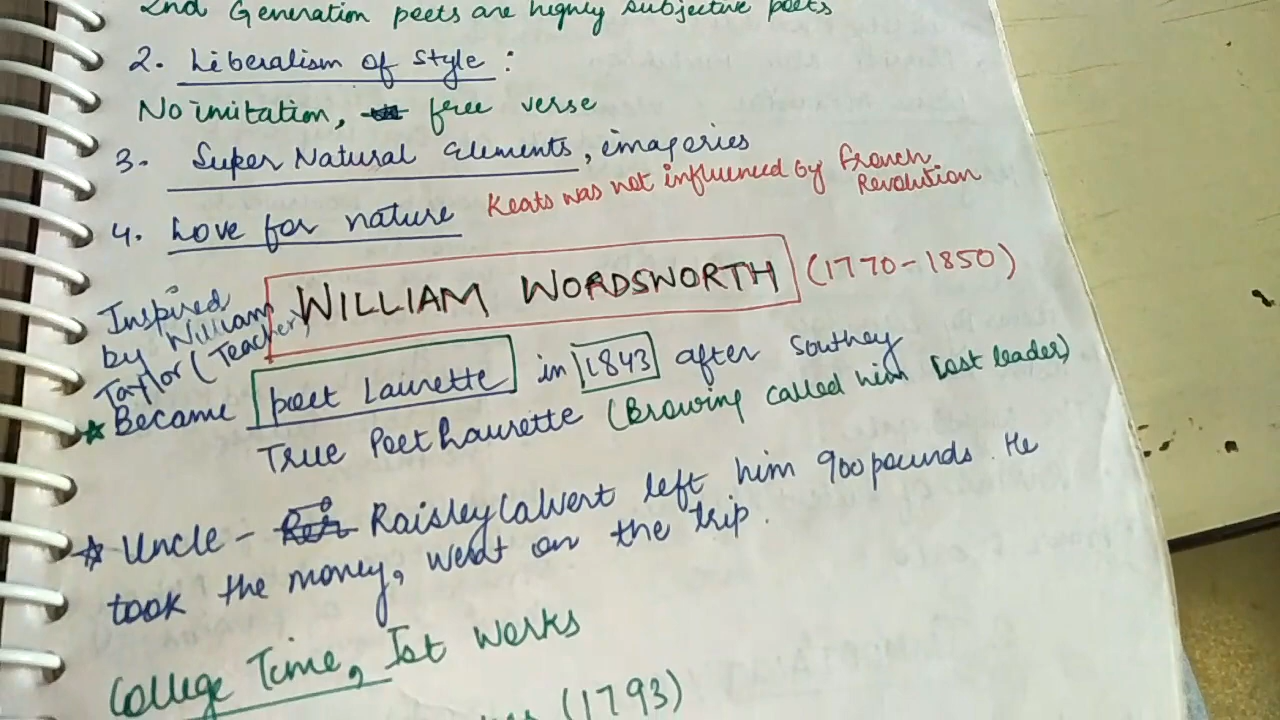 2nd Generation poets are highly subjective poets
2. Liberalism of Style :
No imitation, free verse
3. Super Natural Elements, imageries
Keats was not influenced by French Revolution
4. Love for nature
WILLIAM WORDSWORTH (1770-1850)
Inspired
by William
Taylor (Teacher)
★ Became poet Laurette in 1843 after Southey
True Poet Laurette (Browing called him Lost leader)
★ Uncle - Raisley Calvert left him 900 pounds. He
took the money, went on the trip.
College Time, Ist Works
(1793)